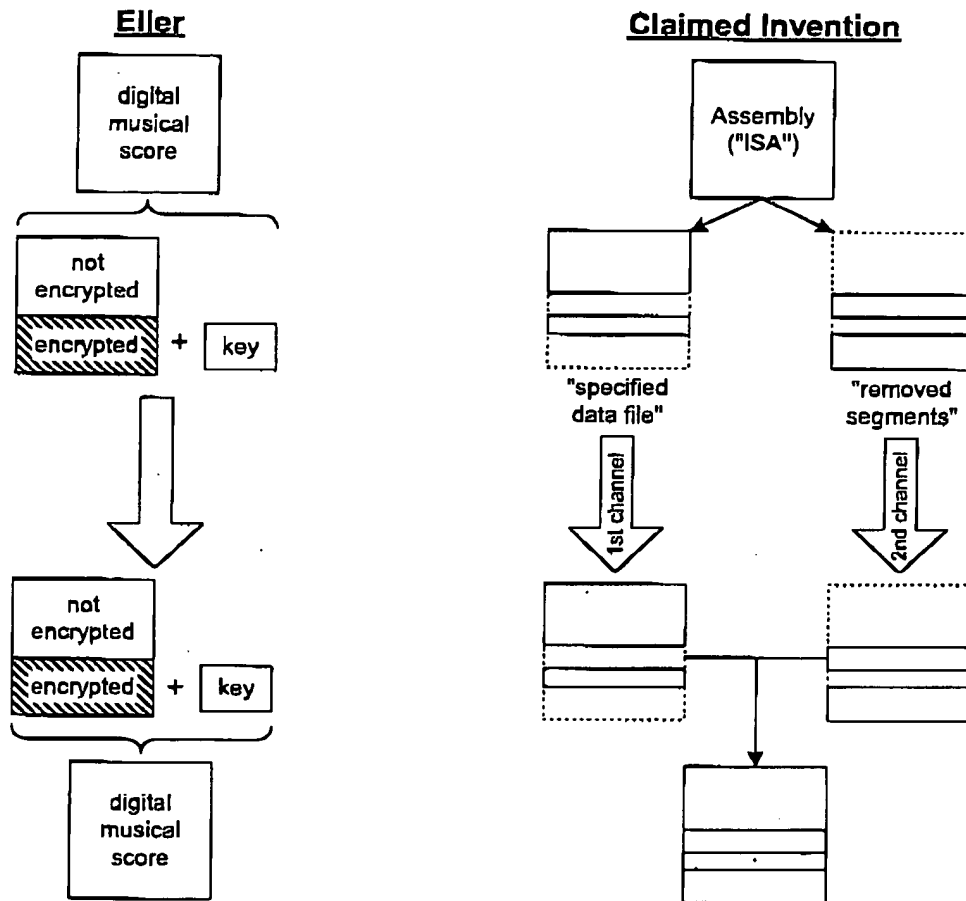 Eller
digital
musical
score
not
encrypted
encrypted
+
key
not
encrypted
encrypted
+
key
digital
musical
score
Claimed Invention
Assembly
("ISA")
"specified
data file"
"removed
segments"
1st channel
2nd channel